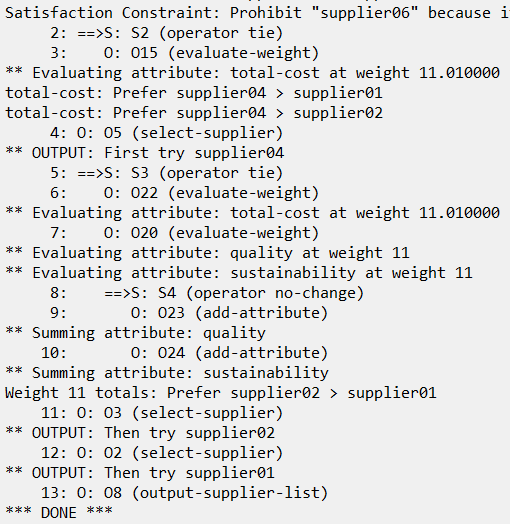 Satisfaction Constraint: Prohibit "supplier06" because
2: ==>S: S2 (operator tie)
3: O: O15 (evaluate-weight)
** Evaluating attribute: total-cost at weight 11.010000
total-cost: Prefer supplier04 > supplier01
total-cost: Prefer supplier04 > supplier02
4: O: O5 (select-supplier)
** OUTPUT: First try supplier04
5: ==>S: S3 (operator tie)
6: O: O22 (evaluate-weight)
** Evaluating attribute: total-cost at weight 11.010000
7: O: O20 (evaluate-weight)
** Evaluating attribute: quality at weight 11
** Evaluating attribute: sustainability at weight 11
8: ==>S: S4 (operator no-change)
9: O: O23 (add-attribute)
** Summing attribute: quality
10: O: O24 (add-attribute)
** Summing attribute: sustainability
Weight 11 totals: Prefer supplier02 > supplier01
11: O: O3 (select-supplier)
** OUTPUT: Then try supplier02
12: O: O2 (select-supplier)
** OUTPUT: Then try supplier01
13: O: O8 (output-supplier-list)
*** DONE ***